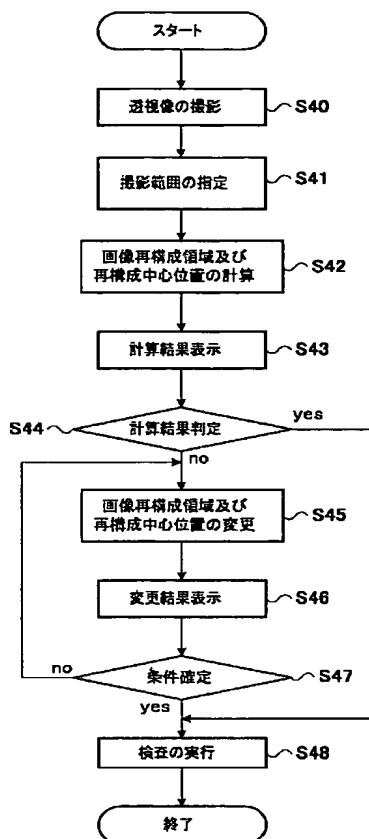 スタート
透視像の撮影
S40
撮影範囲の指定
S41
画像再構成領域及び
再構成中心位置の計算
S42
計算結果表示
S43
S44
計算結果判定
yes
no
画像再構成領域及び
再構成中心位置の変更
S45
変更結果表示
S46
no
条件確定
S47
yes
検査の実行
S48
終了